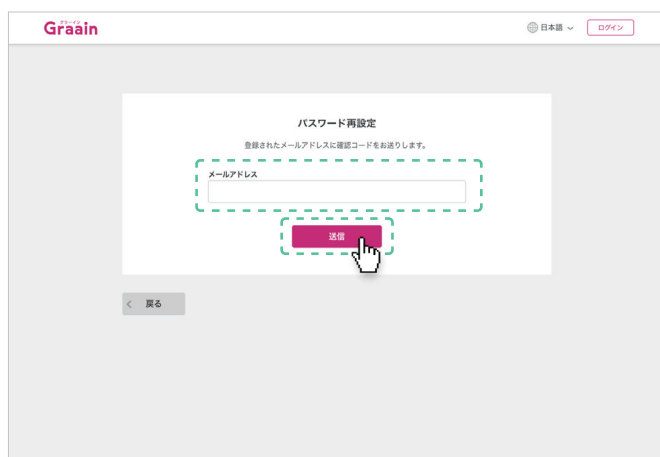 グラーイン
Graain
日本語
ログイン
パスワード再設定
登録されたメールアドレスに確認コードをお送りします。
メールアドレス
送信
戻る